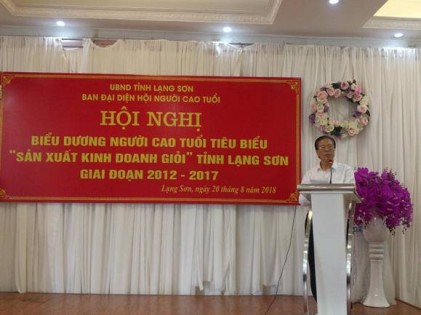 UBND TỈNH LẠNG SƠN
BAN ĐẠI DIỆN HỘI NGƯỜI CAO TUỔI
HỘI NGHỊ
BIỂU DƯƠNG NGƯỜI CAO TUỔI TIÊU BIỂU
“SẢN XUẤT KINH DOANH GIỎI” TỈNH LẠNG SƠN
GIAI ĐOẠN 2012 - 2017
Lạng Sơn, ngày 20 tháng 8 năm 2018